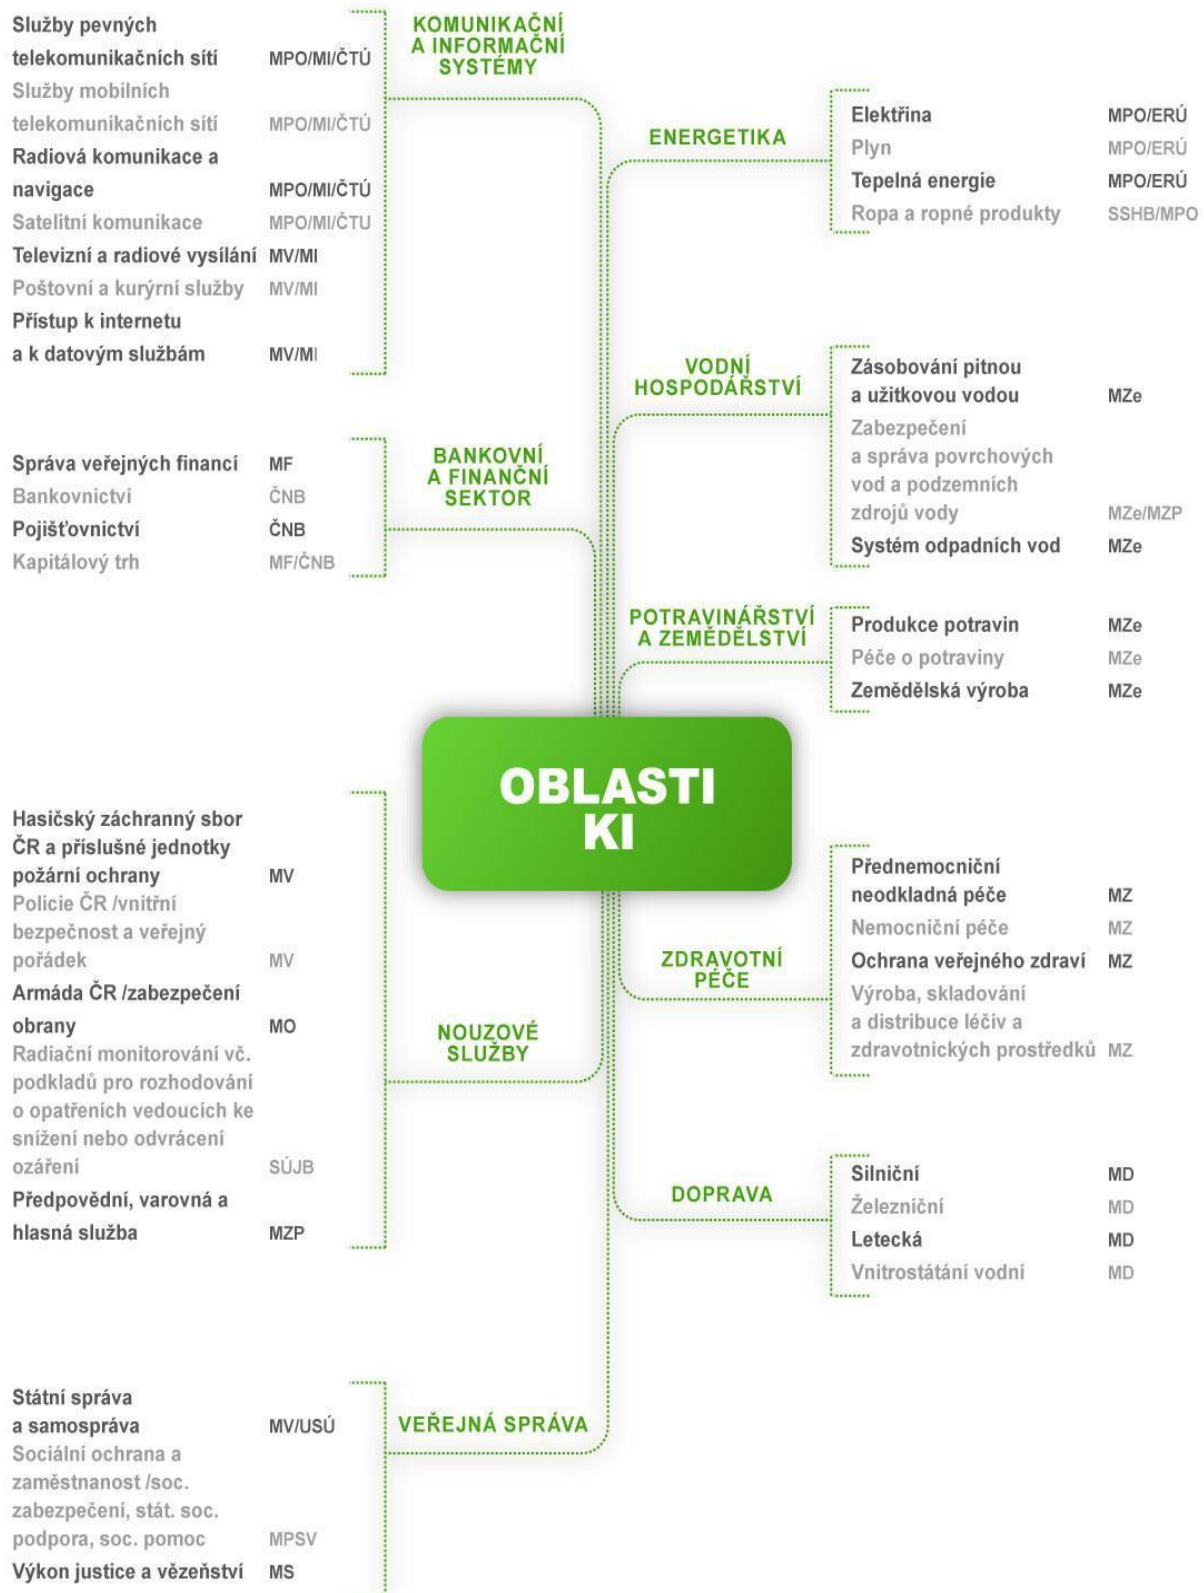 KOMUNIKAČNÍ
A INFORMAČNÍ
SYSTÉMY
Služby pevných
telekomunikačních sítí MPO/MI/ČTÚ
Služby mobilních
telekomunikačních sítí MPO/MI/ČTÚ
Radiová komunikace a
navigace MPO/MI/ČTÚ
Satelitní komunikace MPO/MI/ČTU
Televizní a radiové vysílání MV/MI
Poštovní a kurýrní služby MV/MI
Přístup k internetu
a k datovým službám MV/MI
BANKOVNÍ
A FINANČNÍ
SEKTOR
Správa veřejných financí MF
Bankovnictví ČNB
Pojišťovnictví ČNB
Kapitálový trh MF/ČNB
NOUZOVÉ
SLUŽBY
Hasičský záchranný sbor
ČR a příslušné jednotky
požární ochrany MV
Policie ČR /vnitřní
bezpečnost a veřejný
pořádek MV
Armáda ČR /zabezpečení
obrany MO
Radiační monitorování vč.
podkladů pro rozhodování
o opatřeních vedoucích ke
snížení nebo odvrácení
ozáření SÚJB
Předpovědní, varovná a
hlasná služba MZP
VEŘEJNÁ SPRÁVA
Státní správa
a samospráva MV/USÚ
Sociální ochrana a
zaměstnanost /soc.
zabezpečení, stát. soc.
podpora, soc. pomoc MPSV
Výkon justice a vězeňství MS
OBLASTI
KI
ENERGETIKA
Elektřina MPO/ERÚ
Plyn MPO/ERÚ
Tepelná energie MPO/ERÚ
Ropa a ropné produkty SSHB/MPO
VODNÍ
HOSPODÁŘSTVÍ
Zásobování pitnou
a užitkovou vodou MZe
Zabezpečení
a správa povrchových
vod a podzemních
zdrojů vody MZe/MZP
Systém odpadních vod MZe
POTRAVINÁŘSTVÍ
A ZEMĚDĚLSTVÍ
Produkce potravin MZe
Péče o potraviny MZe
Zemědělská výroba MZe
ZDRAVOTNÍ
PÉČE
Přednemocniční
neodkladná péče MZ
Nemocniční péče MZ
Ochrana veřejného zdraví MZ
Výroba, skladování
a distribuce léčiv a
zdravotnických prostředků MZ
DOPRAVA
Silniční MD
Železniční MD
Letecká MD
Vnitrostátání vodní MD